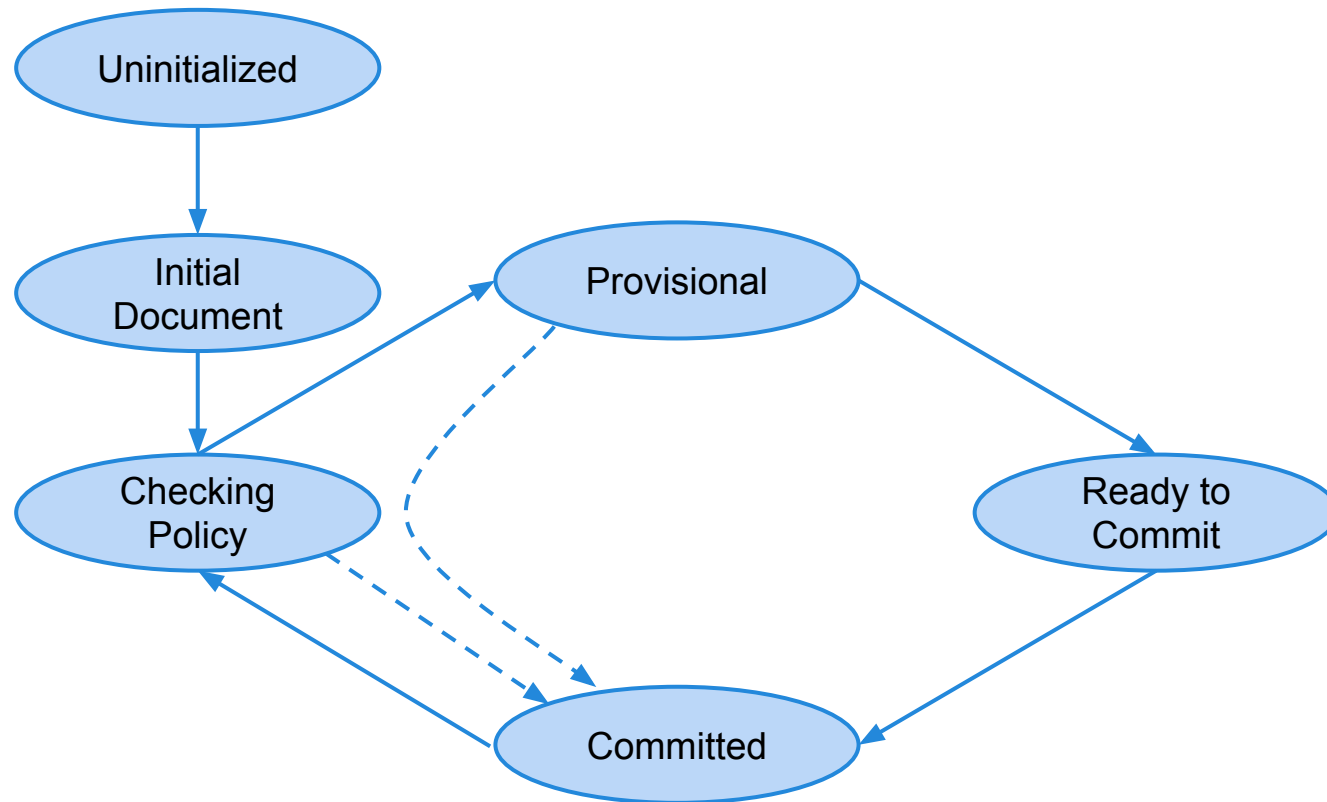 Uninitialized
Initial
Document
Provisional
Checking
Policy
Ready to
Commit
Committed